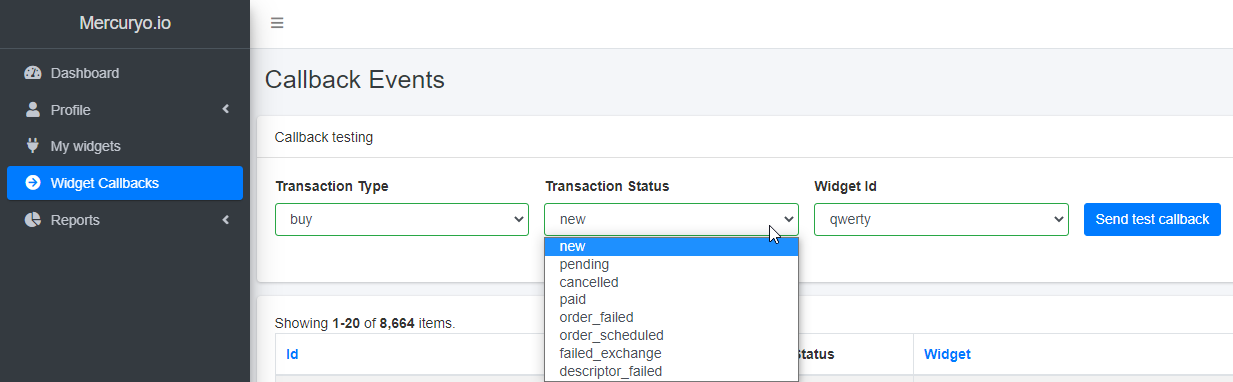 Mercuryo.io
Dashboard
Profile
My widgets
Widget Callbacks
Reports
Callback Events
Callback testing
Transaction Type Transaction Status Widget Id
buy new qwerty Send test callback
new
pending
cancelled
paid
order_failed
order_scheduled
failed_exchange
descriptor_failed
Showing 1-20 of 8,664 items.
Id Status Widget